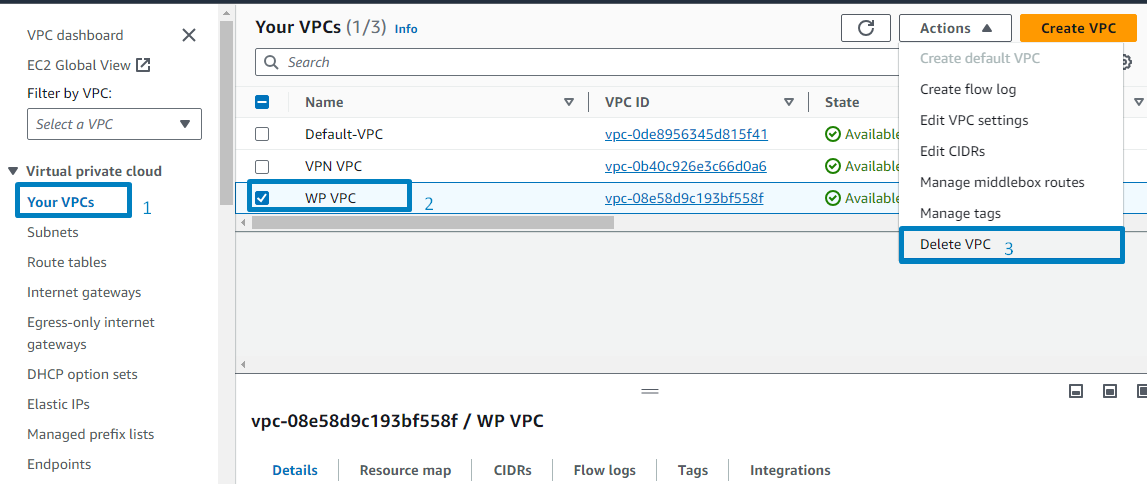 VPC dashboard
EC2 Global View
Filter by VPC:
Select a VPC
Virtual private cloud
Your VPCs 1
Subnets
Route tables
Internet gateways
Egress-only internet
gateways
DHCP option sets
Elastic IPs
Managed prefix lists
Endpoints
Your VPCs (1/3) Info
Actions
Create VPC
Search
Create default VPC
Create flow log
Edit VPC settings
Edit CIDRs
Manage middlebox routes
Manage tags
Delete VPC 3
Name VPC ID State
Default-VPC vpc-0de8956345d815f41 Available
VPN VPC vpc-0b40c926e3c66d0a6 Available
WP VPC 2 vpc-08e58d9c193bf558f Available
vpc-08e58d9c193bf558f / WP VPC
Details Resource map CIDRs Flow logs Tags Integrations